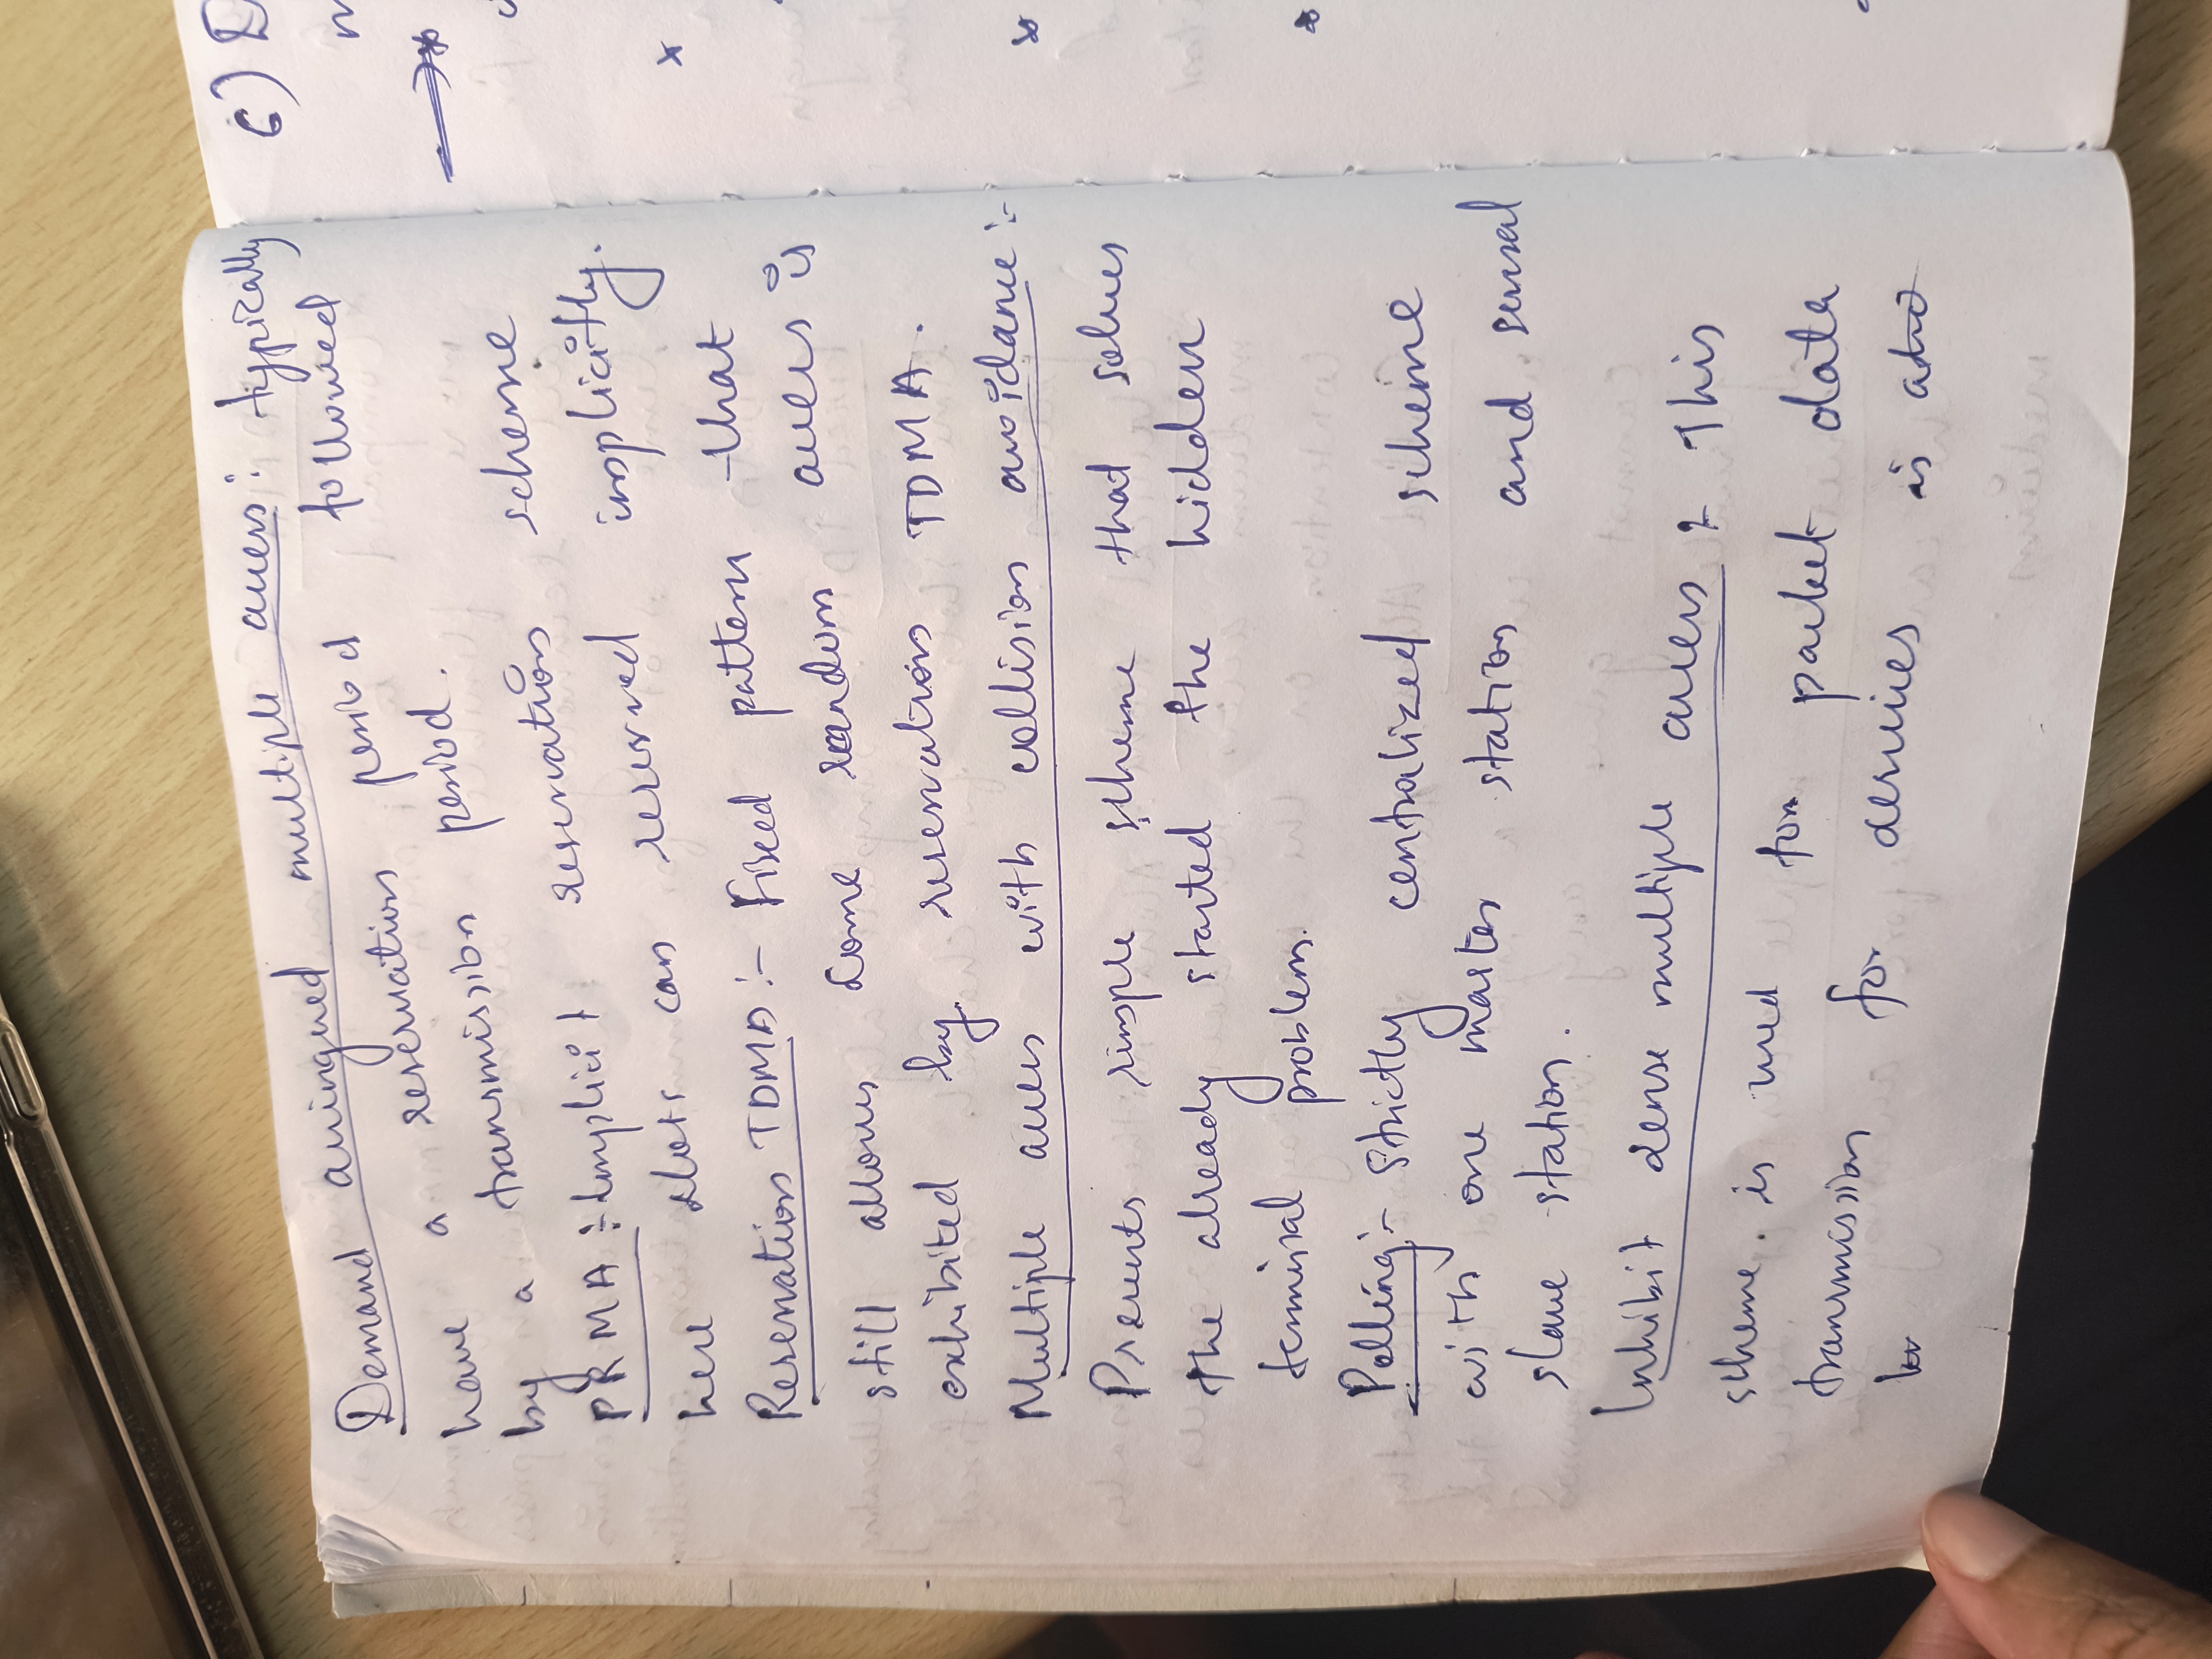 Demand assingned multiple access: typically
have a reservation period followed
by a transmission period.
PRMA :- Implicit reservation scheme
here slots can reserved implicitly.
Reservation TDMA :- Fixed pattern that
still allows some random access is
exhibited by reservation TDMA.
Multiple access with collision avoidance :-
Presents simple scheme that solves
the already started the hidden
terminal problem.
Polling :- Strictly centralized scheme
with one master station and several
slave station.
Inhibit sense multiple access : This
scheme is used for packet data
transmission for services is also
6) D